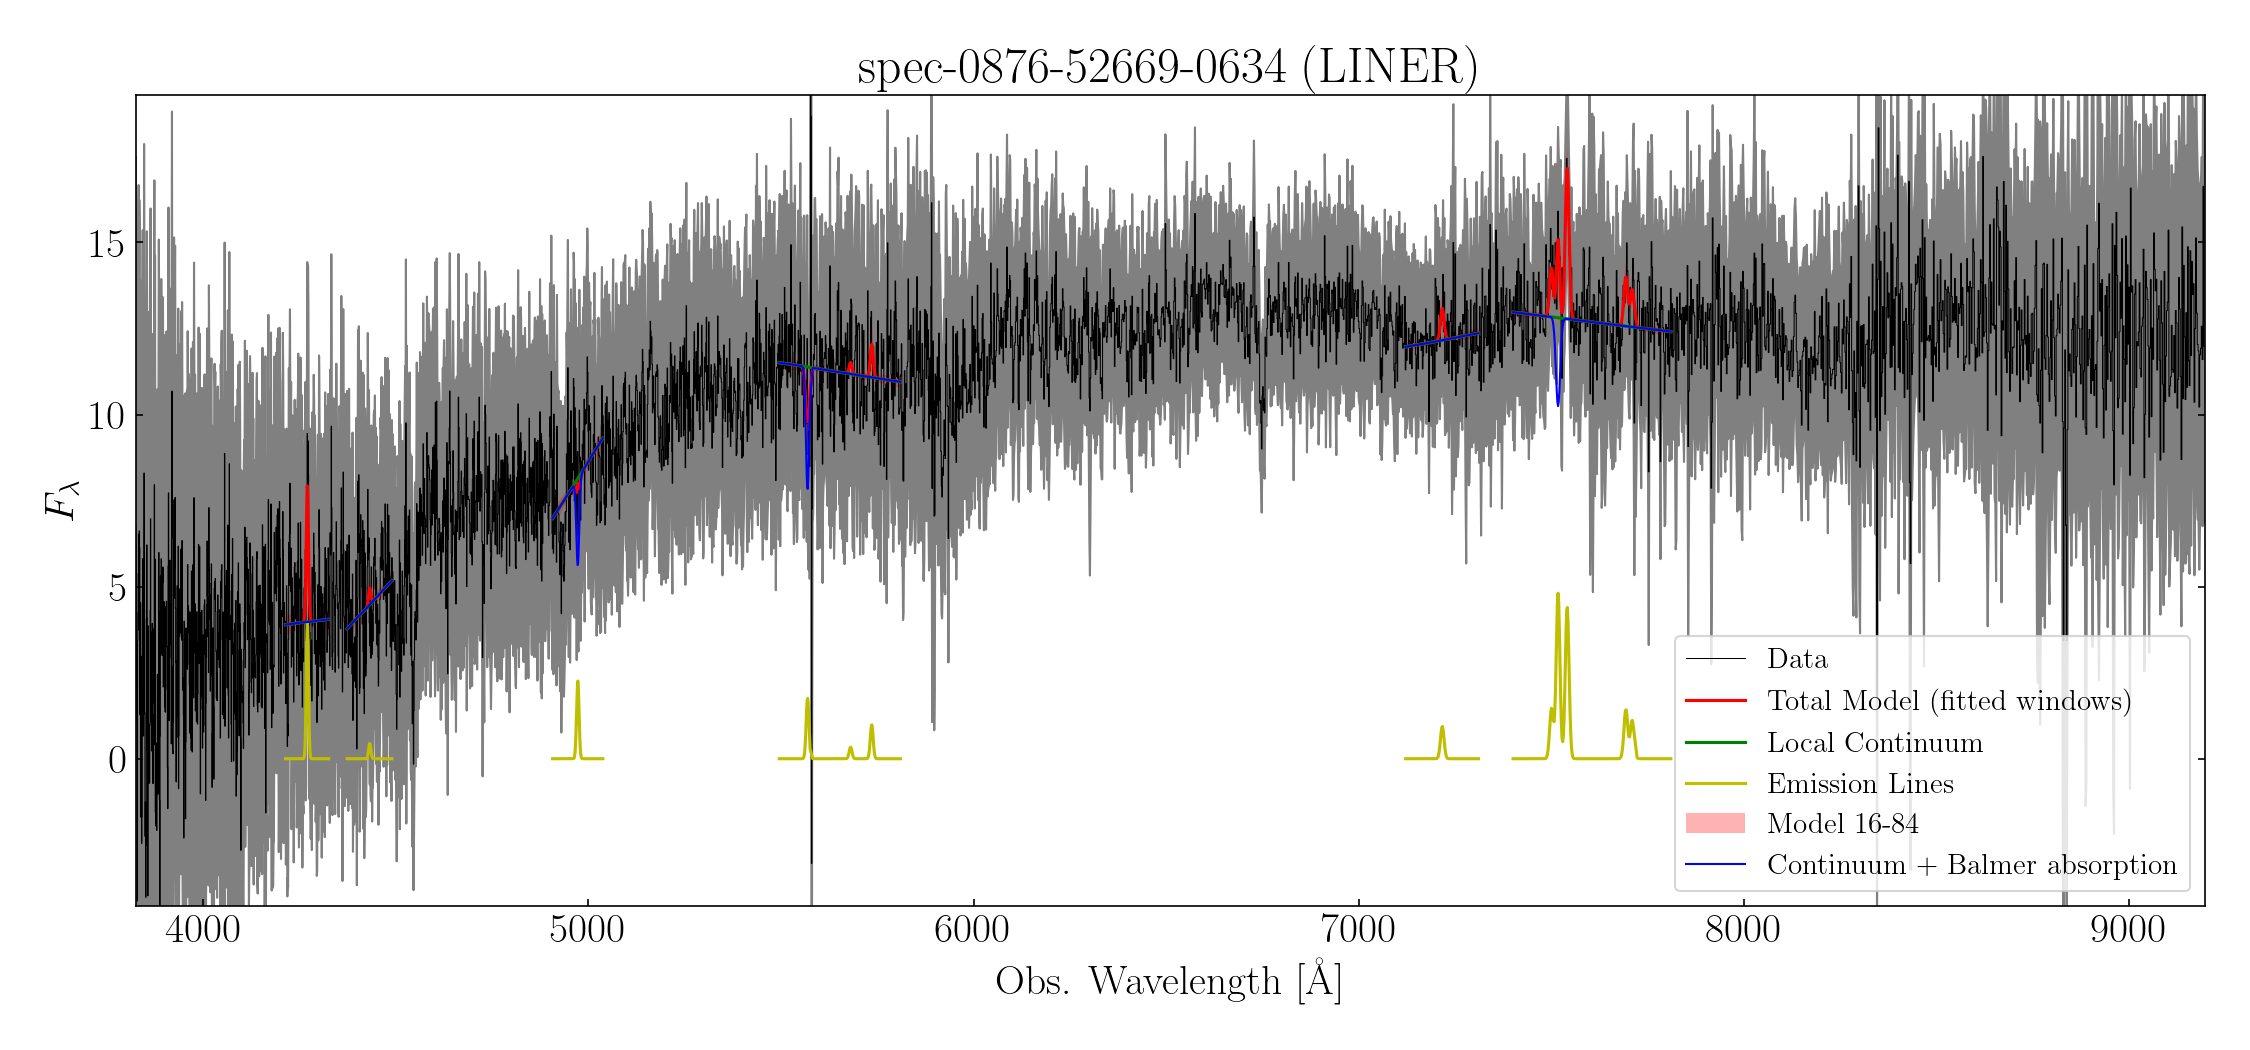 spec-0876-52669-0634 (LINER)
15
10
5
0
F_λ
4000 5000 6000 7000 8000 9000
Obs. Wavelength [Å]
Data
Total Model (fitted windows)
Local Continuum
Emission Lines
Model 16-84
Continuum + Balmer absorption